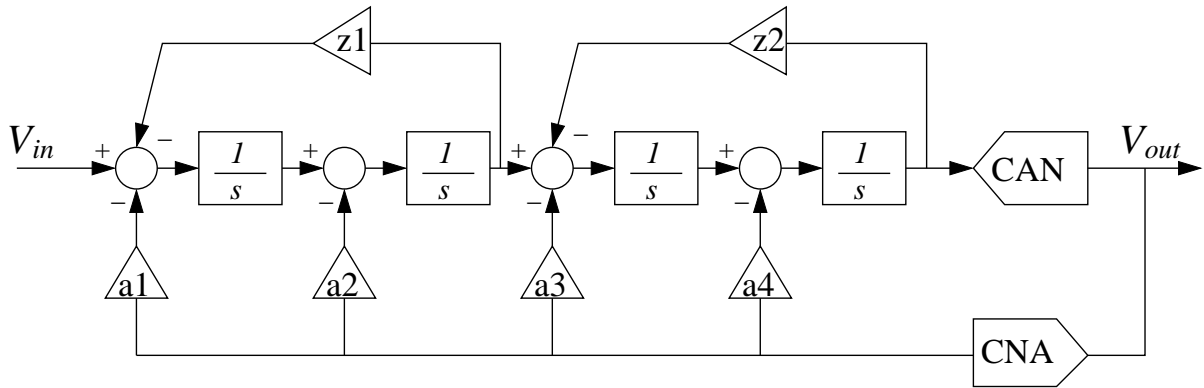 z1
z2
V_in
+
−
1/s
+
−
1/s
+
−
1/s
+
−
1/s
CAN
V_out
−
−
a1
a2
a3
a4
CNA